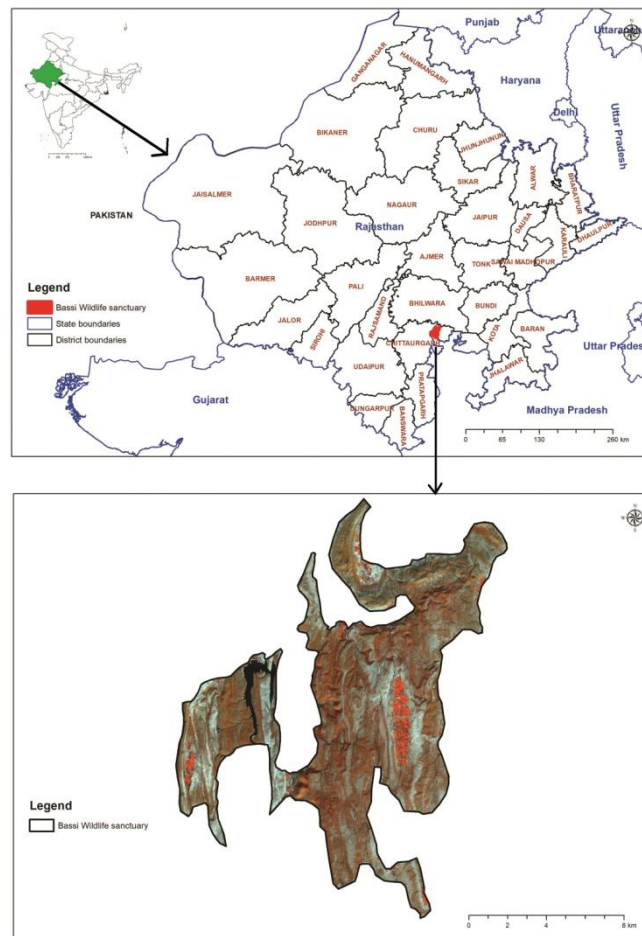 Punjab
Uttaranch
Haryana
Delhi
Uttar Pradesh
GANGANAGAR
HANUMANGARH
BIKANER
CHURU
JHUNJHUNUN
SIKAR
ALWAR
BHARATPUR
JAISALMER
PAKISTAN
JODHPUR
NAGAUR
Rajasthan
JAIPUR
DAUSA
KARAULI
DHAULPUR
AJMER
TONK
SAWAI MADHOPUR
BARMER
PALI
RAJSAMAND
BHILWARA
BUNDI
JALOR
SIROHI
KOTA
BARAN
CHITTAURGARH
Uttar Prades
UDAIPUR
PRATAPGARH
JHALAWAR
DUNGARPUR
BANSWARA
Gujarat
Madhya Pradesh
Legend
Bassi Wildlife sanctuary
State boundaries
District boundaries
0 65 130 260 km
Legend
Bassi Wildlife sanctuary
0 2 4 8 km